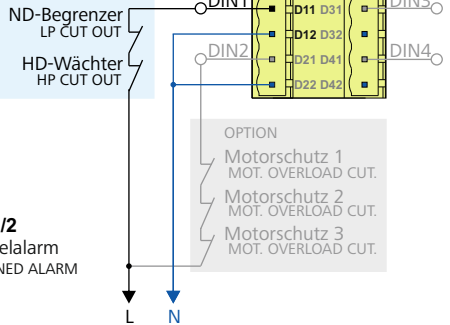 DIN1
DIN3
ND-Begrenzer
LP CUT OUT
D11 D31
D12 D32
DIN2
DIN4
HD-Wächter
HP CUT OUT
D21 D41
D22 D42
OPTION
Motorschutz 1
MOT. OVERLOAD CUT.
Motorschutz 2
MOT. OVERLOAD CUT.
Motorschutz 3
MOT. OVERLOAD CUT.
/2
elalarm
NED ALARM
L
N